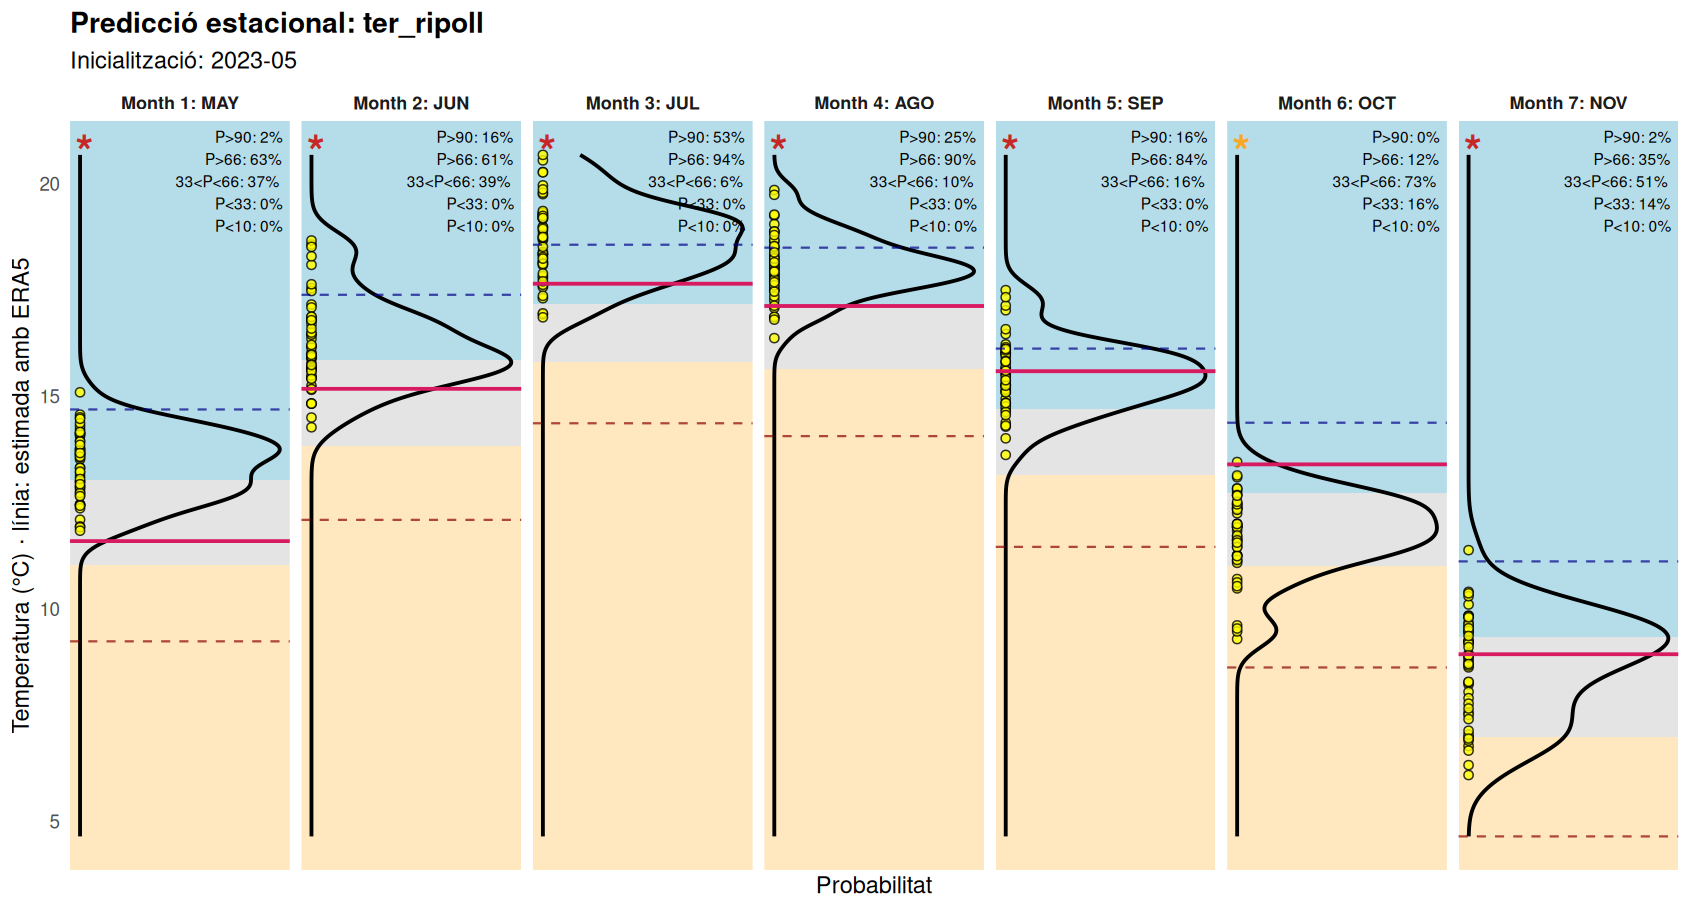 Predicció estacional: ter_ripoll
Inicialització: 2023-05
Month 1: MAY
Month 2: JUN
Month 3: JUL
Month 4: AGO
Month 5: SEP
Month 6: OCT
Month 7: NOV
P>90: 2%
P>66: 63%
33<P<66: 37%
P<33: 0%
P<10: 0%
P>90: 16%
P>66: 61%
33<P<66: 39%
P<33: 0%
P<10: 0%
P>90: 53%
P>66: 94%
33<P<66: 6%
P<33: 0%
P<10: 0%
P>90: 25%
P>66: 90%
33<P<66: 10%
P<33: 0%
P<10: 0%
P>90: 16%
P>66: 84%
33<P<66: 16%
P<33: 0%
P<10: 0%
P>90: 0%
P>66: 12%
33<P<66: 73%
P<33: 16%
P<10: 0%
P>90: 2%
P>66: 35%
33<P<66: 51%
P<33: 14%
P<10: 0%
20
15
10
5
Temperatura (°C) · línia: estimada amb ERA5
Probabilitat